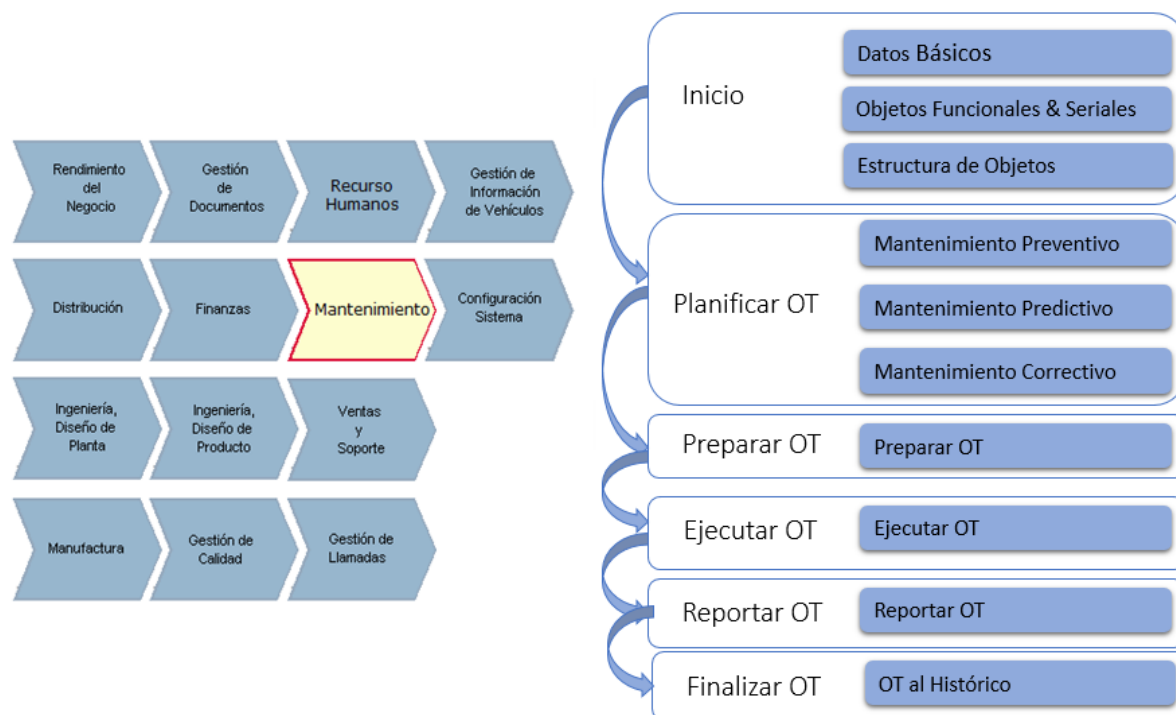 Rendimiento
del
Negocio
Gestión
de
Documentos
Recurso
Humanos
Gestión de
Información
de Vehículos
Distribución
Finanzas
Mantenimiento
Configuración
Sistema
Ingeniería,
Diseño de
Planta
Ingeniería,
Diseño de
Producto
Ventas
y
Soporte
Manufactura
Gestión de
Calidad
Gestión de
Llamadas
Inicio
Datos Básicos
Objetos Funcionales & Seriales
Estructura de Objetos
Planificar OT
Mantenimiento Preventivo
Mantenimiento Predictivo
Mantenimiento Correctivo
Preparar OT
Preparar OT
Ejecutar OT
Ejecutar OT
Reportar OT
Reportar OT
Finalizar OT
OT al Histórico